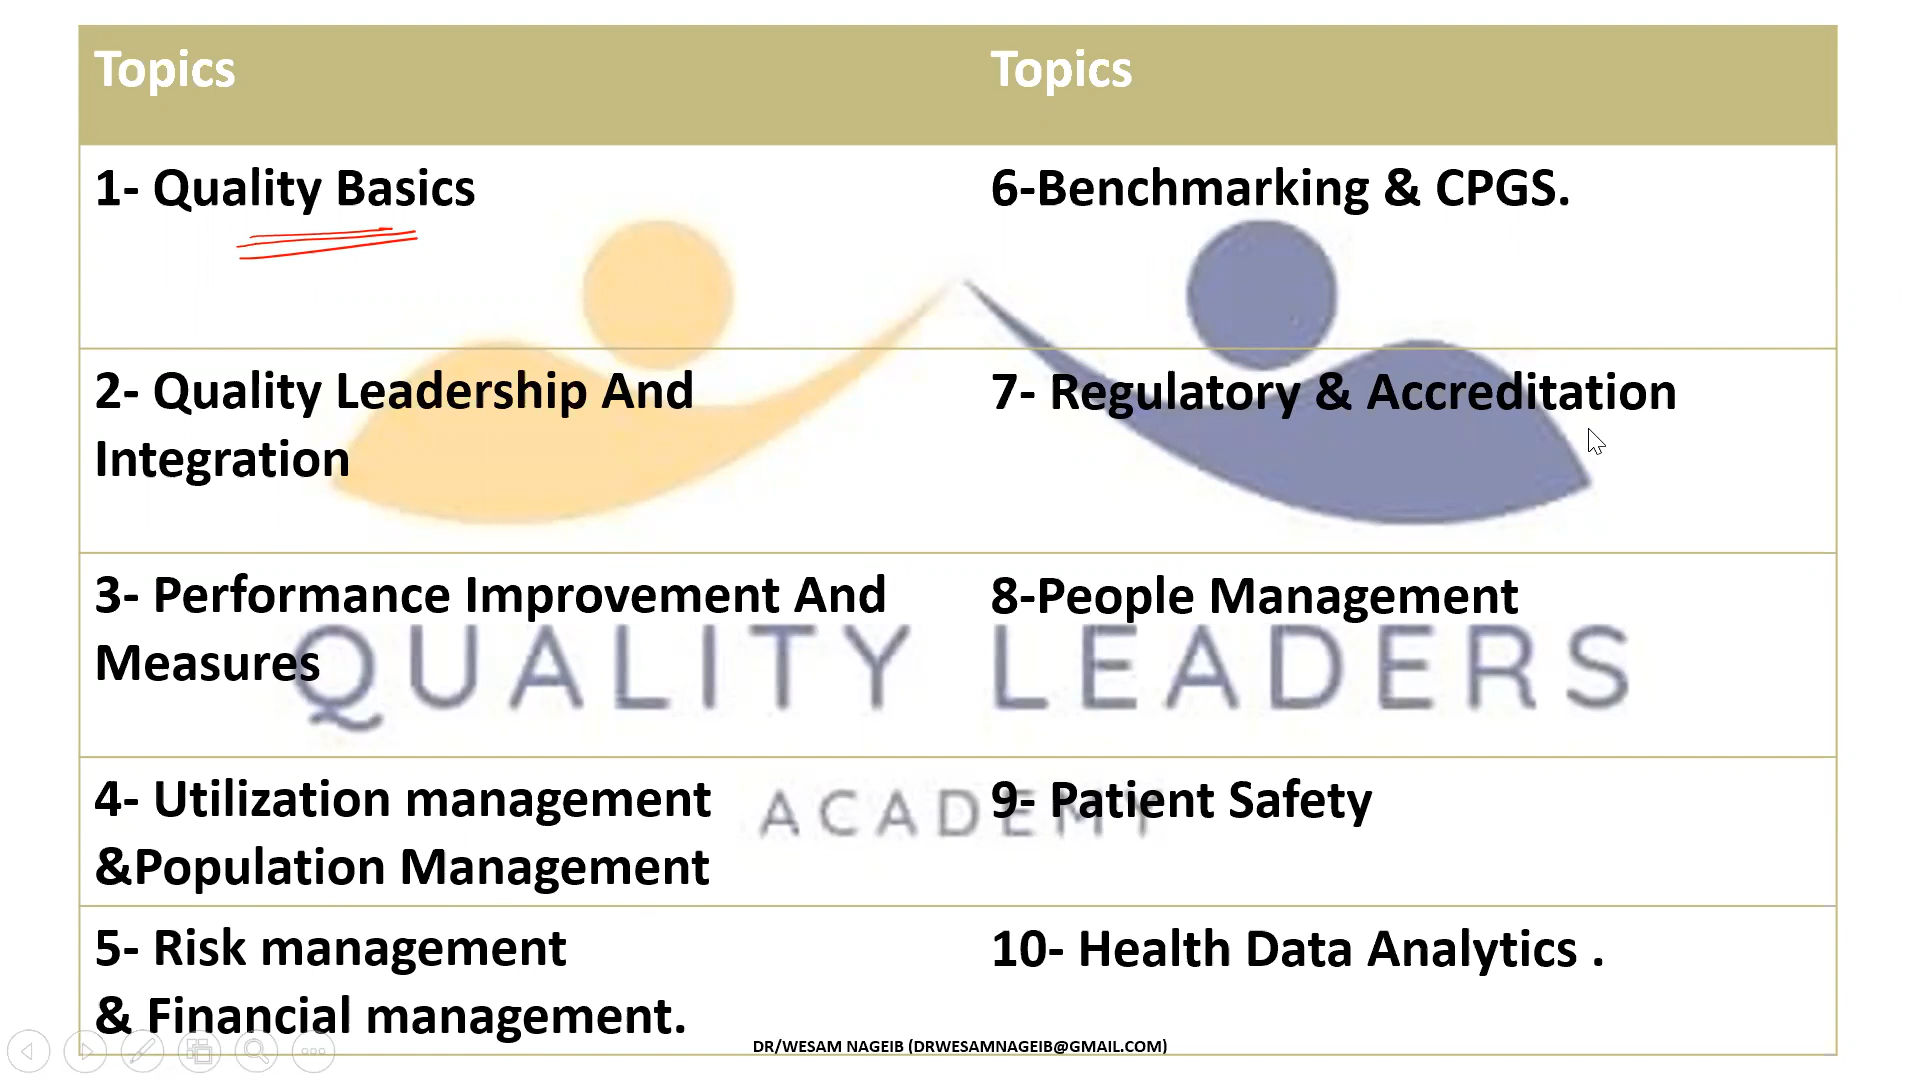 Topics
Topics
1- Quality Basics
6-Benchmarking & CPGS.
2- Quality Leadership And
Integration
7- Regulatory & Accreditation
3- Performance Improvement And
Measures
8-People Management
QUALITY LEADERS
4- Utilization management
&Population Management
9- Patient Safety
ACADEMY
5- Risk management
& Financial management.
10- Health Data Analytics .
DR/WESAM NAGEIB (DRWESAMNAGEIB@GMAIL.COM)